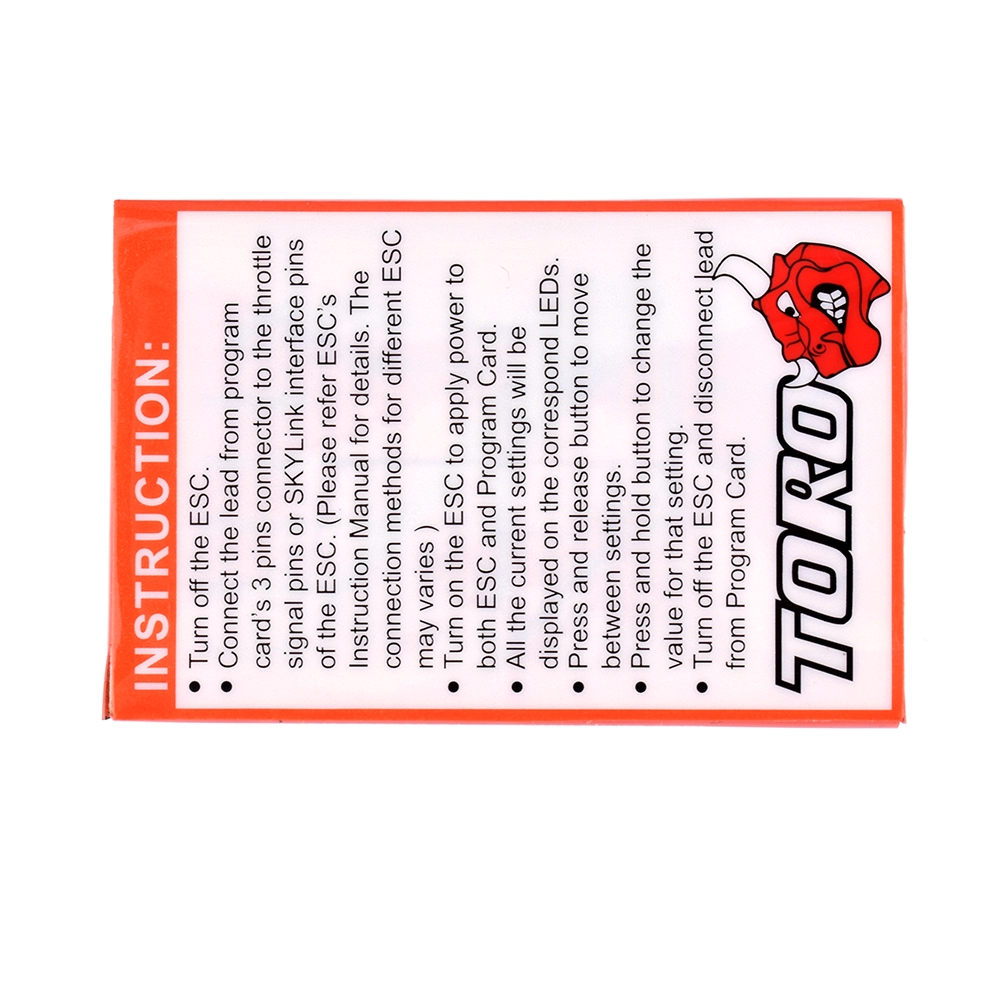 INSTRUCTION:
• Turn off the ESC.
• Connect the lead from program
card's 3 pins connector to the throttle
signal pins or SKYLink interface pins
of the ESC. (Please refer ESC's
Instruction Manual for details. The
connection methods for different ESC
may varies )
• Turn on the ESC to apply power to
both ESC and Program Card.
• All the current settings will be
displayed on the correspond LEDs.
• Press and release button to move
between settings.
• Press and hold button to change the
value for that setting.
• Turn off the ESC and disconnect lead
from Program Card.
TORO